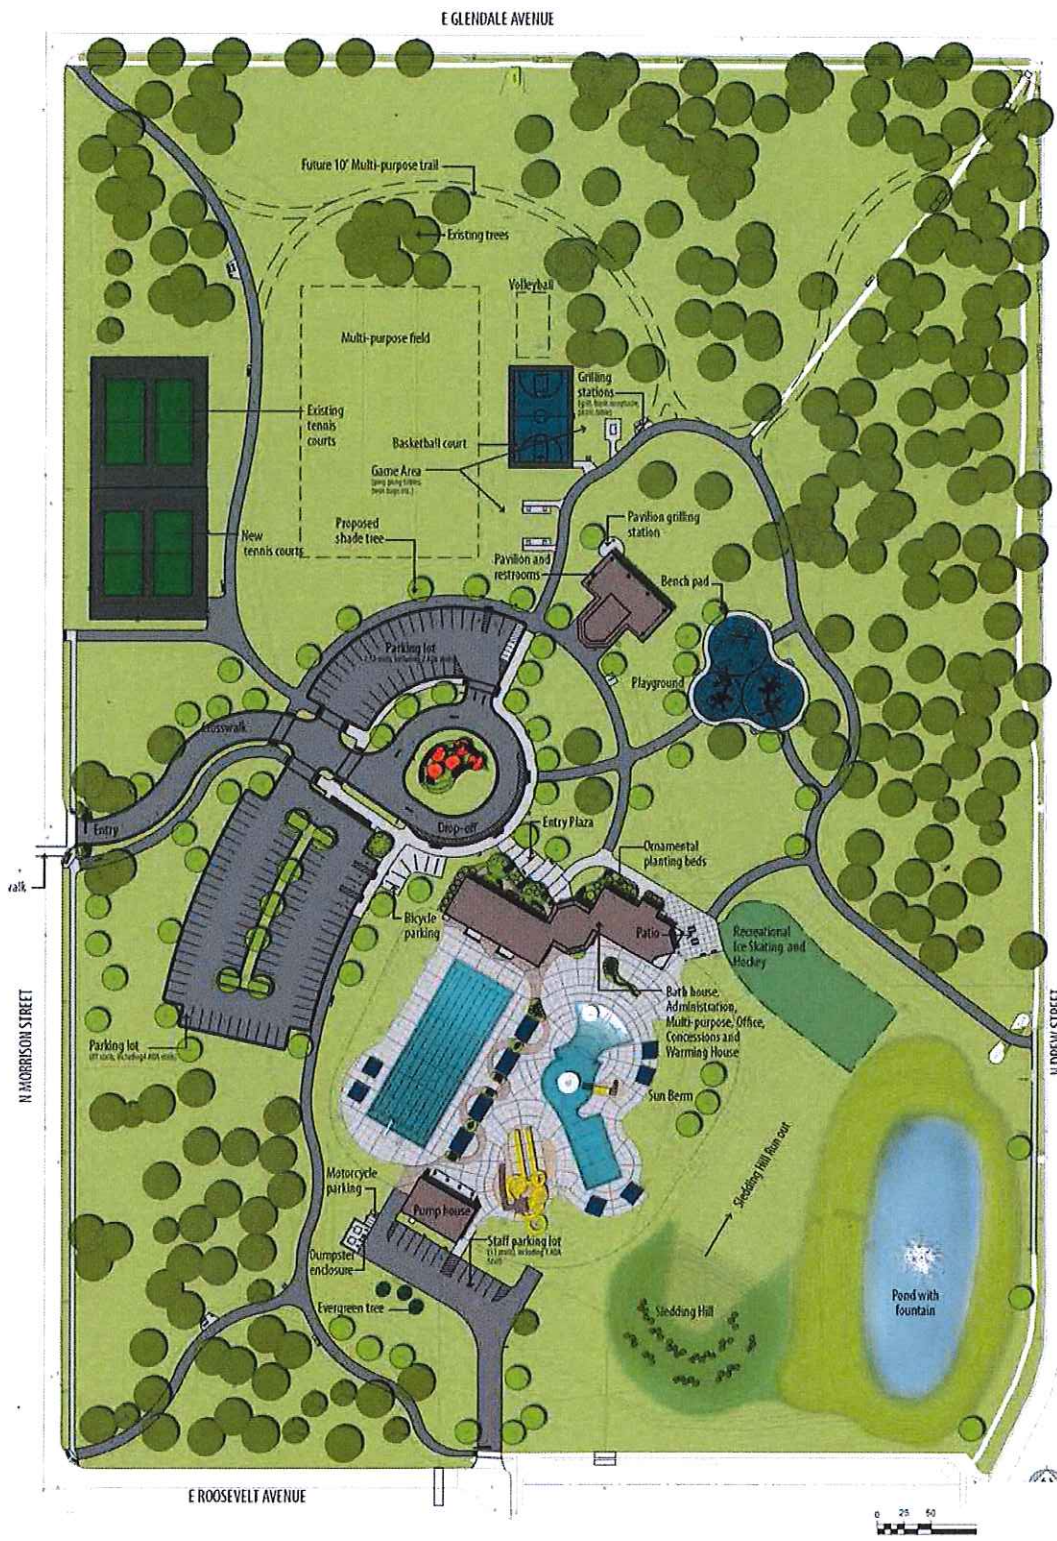 E GLENDALE AVENUE
Future 10' Multi-purpose trail
Existing trees
Volleyball
Multi-purpose field
Grilling
stations
Existing
tennis
courts
Basketball court
Game Area
Proposed
shade tree
Pavilion grilling
station
New
tennis courts
Pavilion and
restrooms
Bench pad
Parking lot
Playground
Crosswalk
Entry
Drop-off
Entry Plaza
Ornamental
planting beds
Bicycle
parking
Patio
Recreational
Ice Skating and
Hockey
Bath house,
Administration,
Multi-purpose, Office,
Concessions and
Warming House
N MORRISON STREET
N DREW STREET
Parking lot
Sun Berm
Sledding Hill Run out
Motorcycle
parking
Pump house
Staff parking lot
Dumpster
enclosure
Evergreen tree
Sledding Hill
Pond with
fountain
E ROOSEVELT AVENUE
0 25 50